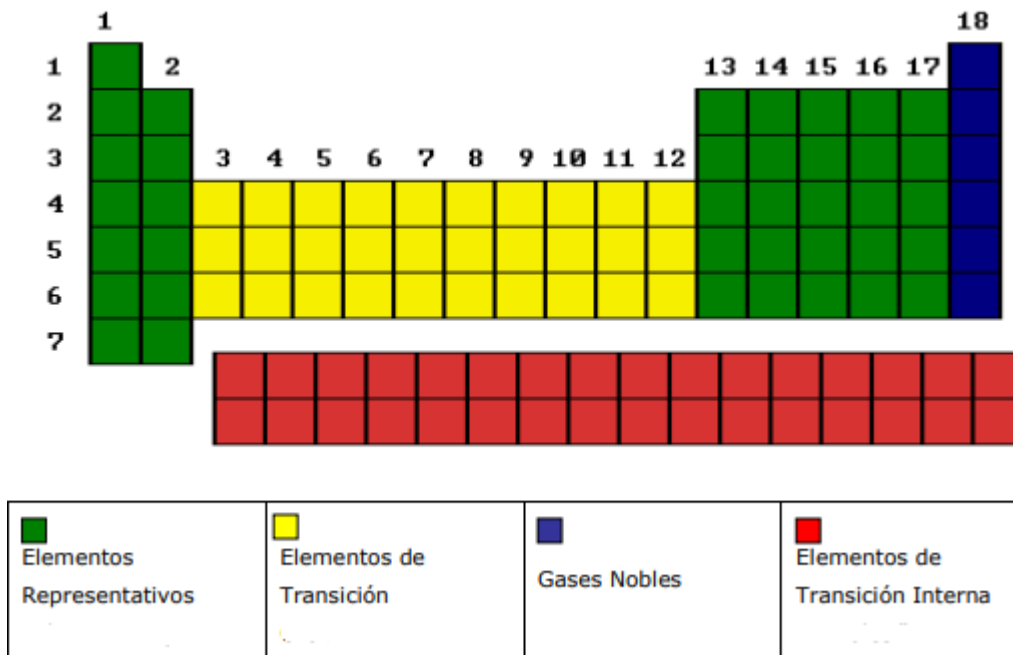 1 18
1 2 13 14 15 16 17
2
3 3 4 5 6 7 8 9 10 11 12
4
5
6
7
Elementos
Representativos
Elementos de
Transición
Gases Nobles
Elementos de
Transición Interna